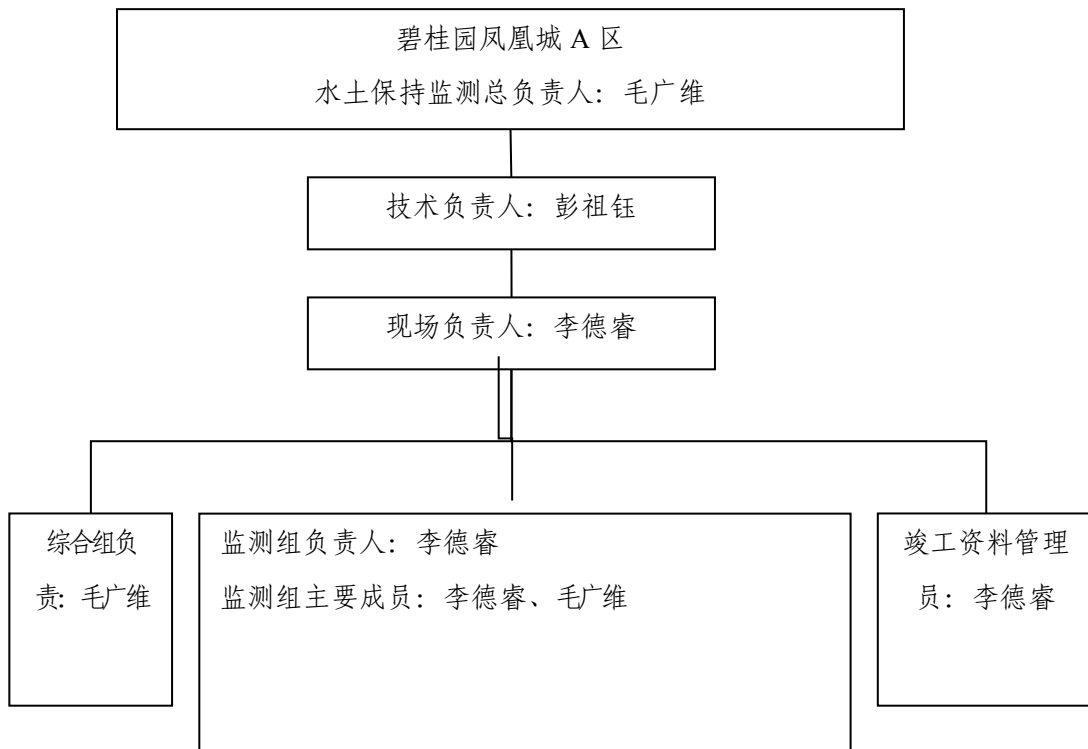 碧桂园凤凰城 A 区
水土保持监测总负责人：毛广维
技术负责人：彭祖钰
现场负责人：李德睿
综合组负
责：毛广维
监测组负责人：李德睿
监测组主要成员：李德睿、毛广维
竣工资料管理
员：李德睿